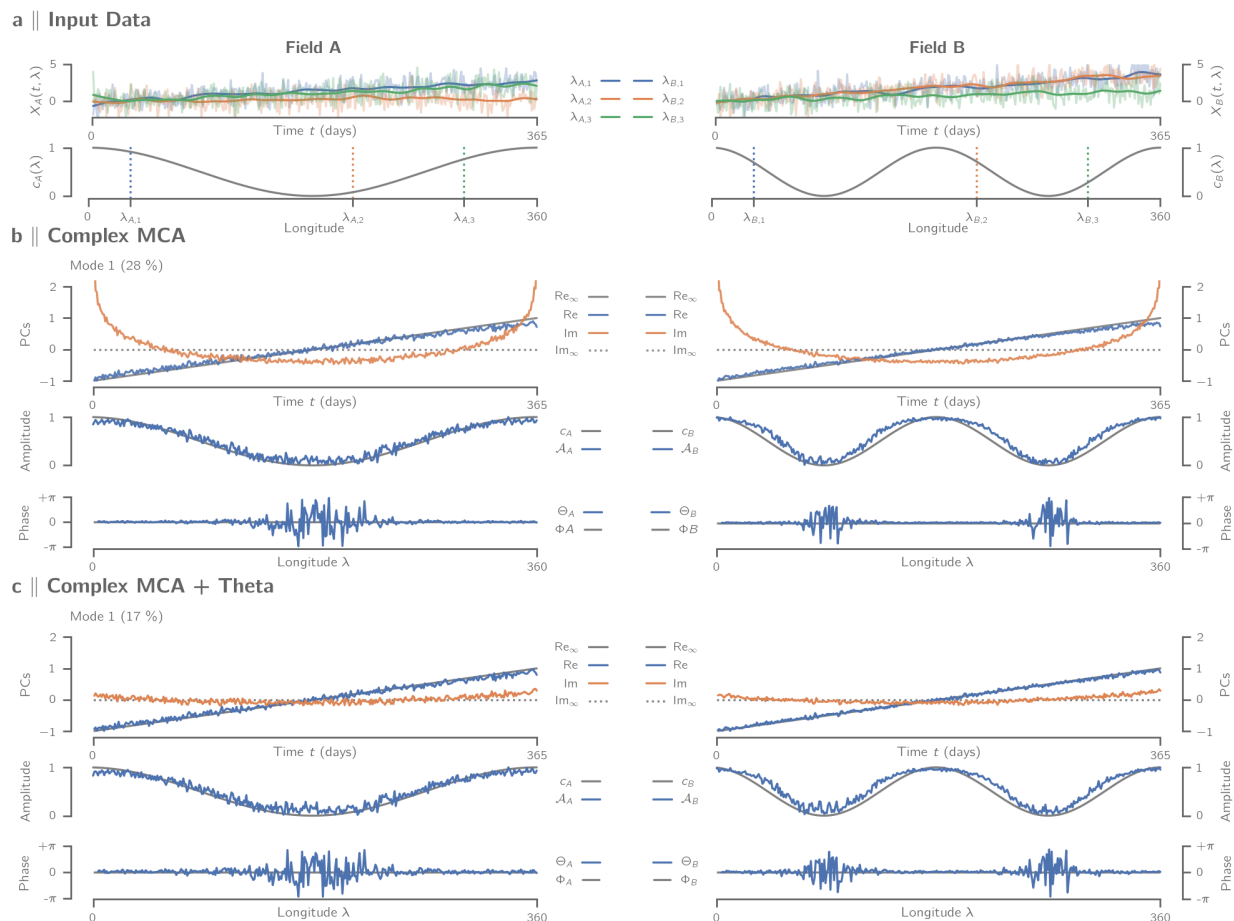 a ‖ Input Data
Field A
Field B
X_A(t, λ)
5
0
λ_A,1
λ_B,1
λ_A,2
λ_B,2
λ_A,3
λ_B,3
5
0
X_B(t, λ)
0
Time t (days)
365
0
Time t (days)
365
c_A(λ)
1
0
1
0
c_B(λ)
0
λ_A,1
λ_A,2
λ_A,3
360
Longitude
0
λ_B,1
λ_B,2
λ_B,3
360
Longitude
b ‖ Complex MCA
Mode 1 (28 %)
PCs
2
1
0
−1
Re_∞
Re_∞
Re
Re
Im
Im
Im_∞
Im_∞
2
1
0
−1
PCs
0
Time t (days)
365
0
Time t (days)
365
Amplitude
1
0
c_A
c_B
𝒜_A
𝒜_B
1
0
Amplitude
Phase
+π
0
-π
Θ_A
Θ_B
ΦA
ΦB
+π
0
-π
Phase
0
Longitude λ
360
0
Longitude λ
360
c ‖ Complex MCA + Theta
Mode 1 (17 %)
PCs
2
1
0
−1
Re_∞
Re_∞
Re
Re
Im
Im
Im_∞
Im_∞
2
1
0
−1
PCs
0
Time t (days)
365
0
Time t (days)
365
Amplitude
1
0
c_A
c_B
𝒜_A
𝒜_B
1
0
Amplitude
Phase
+π
0
-π
Θ_A
Θ_B
Φ_A
Φ_B
+π
0
-π
Phase
0
Longitude λ
360
0
Longitude λ
360